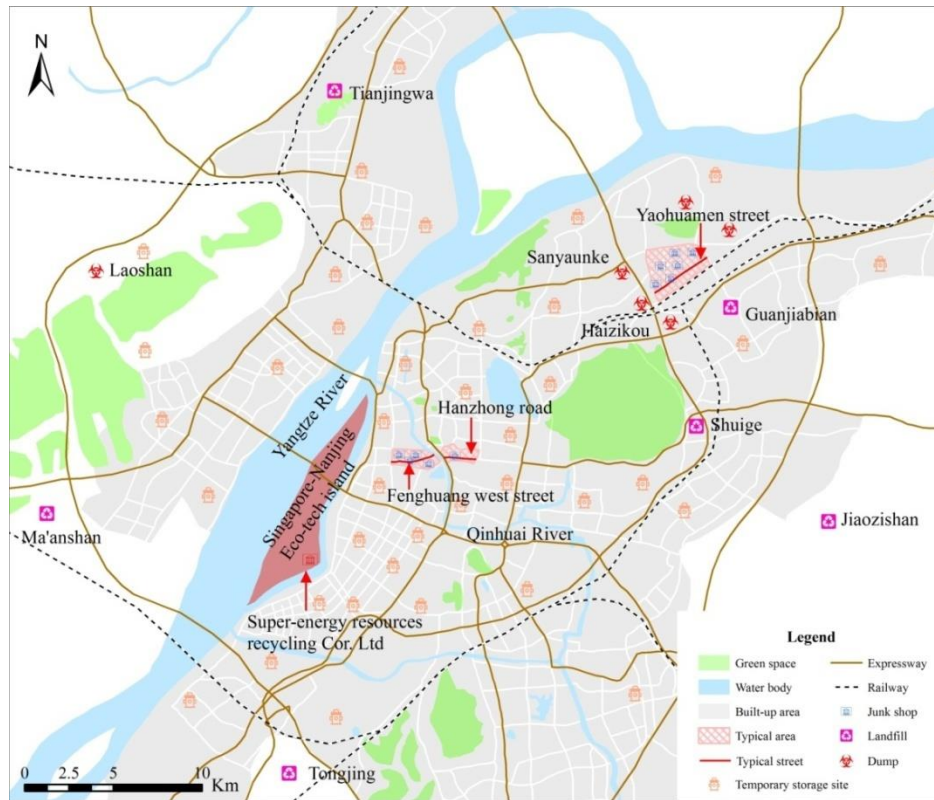 N
Tianjingwa
Yaohuamen street
Sanyaunke
Laoshan
Guanjiabian
Haizikou
Yangtze River
Hanzhong road
Shuige
Singapore-Nanjing
Eco-tech island
Fenghuang west street
Ma'anshan
Qinhuai River
Jiaozishan
Super-energy resources
recycling Cor. Ltd
Legend
Green space
Expressway
Water body
Railway
Built-up area
Junk shop
Typical area
Landfill
Typical street
Dump
Temporary storage site
0 2.5 5 10
Km
Tongjing